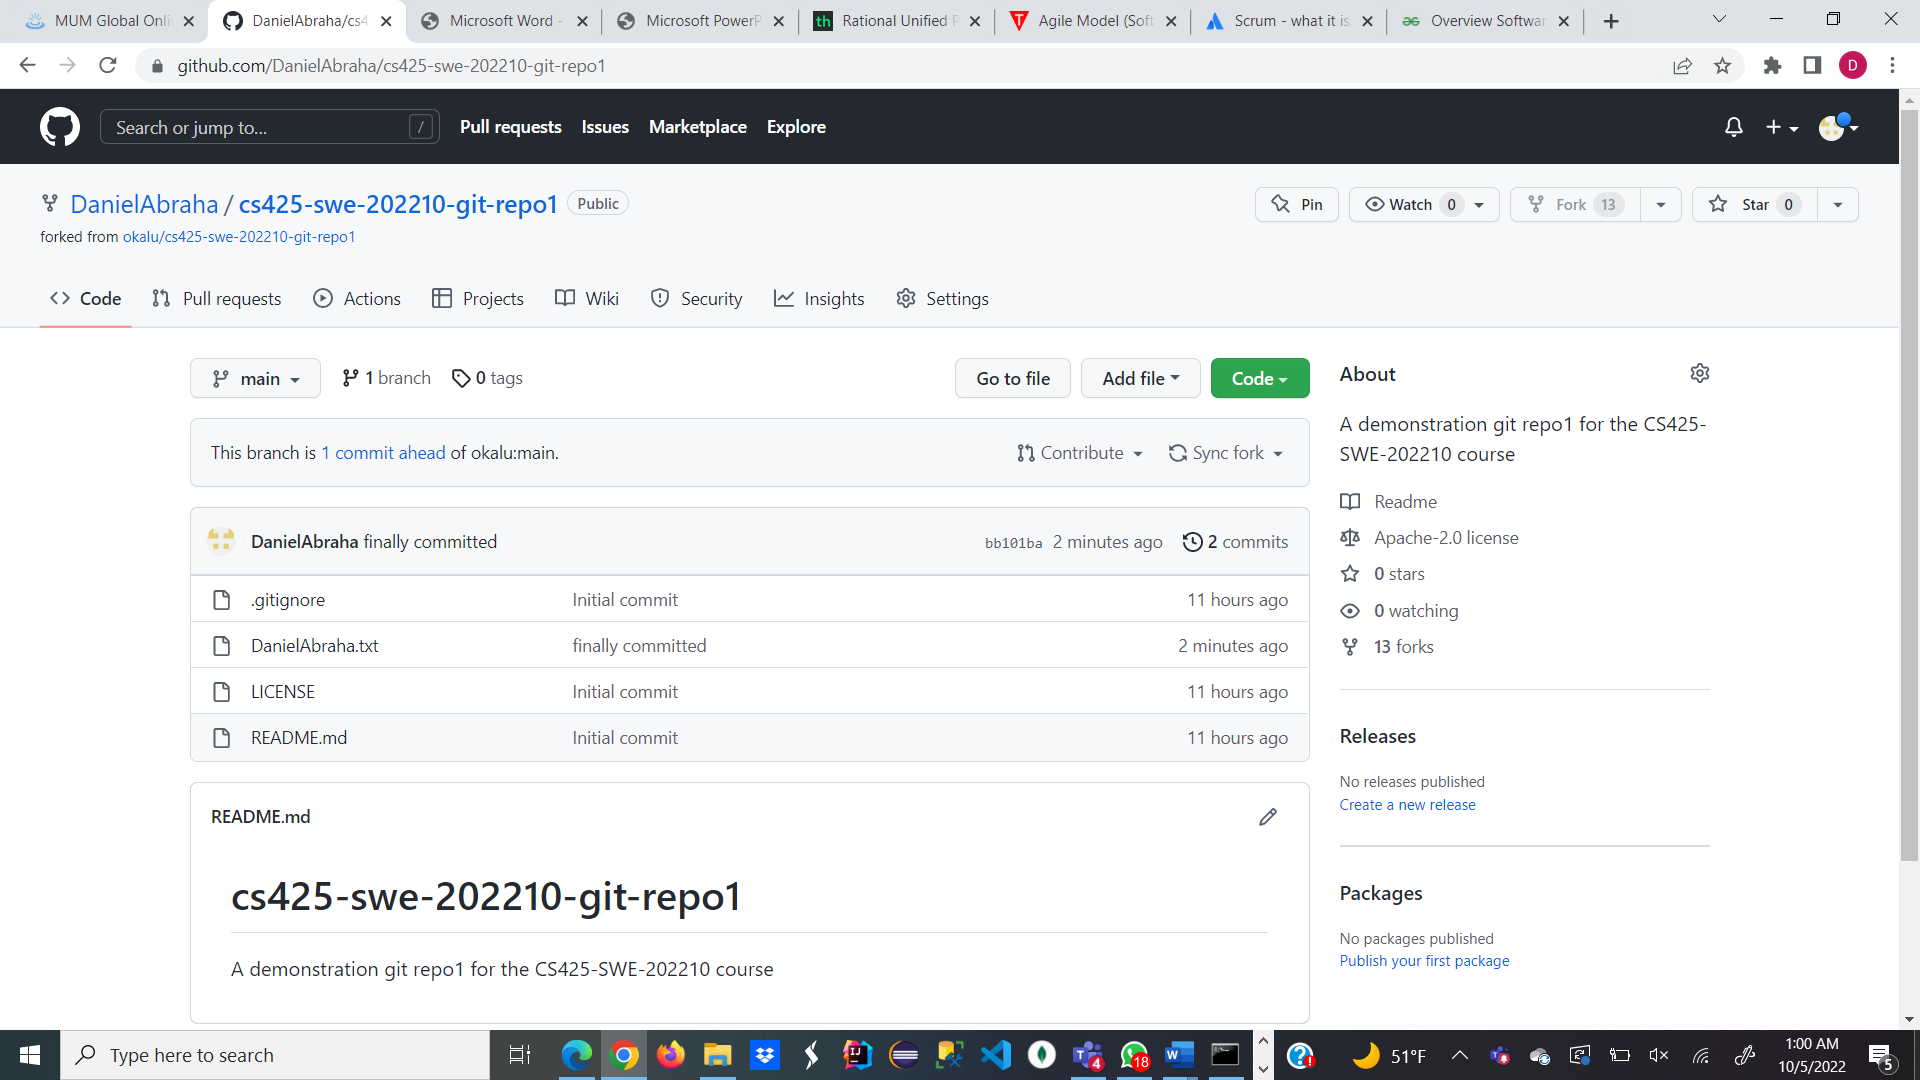 MUM Global Onli
DanielAbraha/cs4
Microsoft Word -
Microsoft PowerP
th Rational Unified P
Agile Model (Soft
Scrum - what it is
Overview Softwar
github.com/DanielAbraha/cs425-swe-202210-git-repo1
D
Search or jump to... /
Pull requests Issues Marketplace Explore
DanielAbraha / cs425-swe-202210-git-repo1 Public
Pin Watch 0 Fork 13 Star 0
forked from okalu/cs425-swe-202210-git-repo1
Code Pull requests Actions Projects Wiki Security Insights Settings
main 1 branch 0 tags Go to file Add file Code
This branch is 1 commit ahead of okalu:main. Contribute Sync fork
DanielAbraha finally committed bb101ba 2 minutes ago 2 commits
.gitignore Initial commit 11 hours ago
DanielAbraha.txt finally committed 2 minutes ago
LICENSE Initial commit 11 hours ago
README.md Initial commit 11 hours ago
README.md
cs425-swe-202210-git-repo1
A demonstration git repo1 for the CS425-SWE-202210 course
About
A demonstration git repo1 for the CS425-
SWE-202210 course
Readme
Apache-2.0 license
0 stars
0 watching
13 forks
Releases
No releases published
Create a new release
Packages
No packages published
Publish your first package
Type here to search
IJ
4
18
W
51°F
1:00 AM
10/5/2022
5